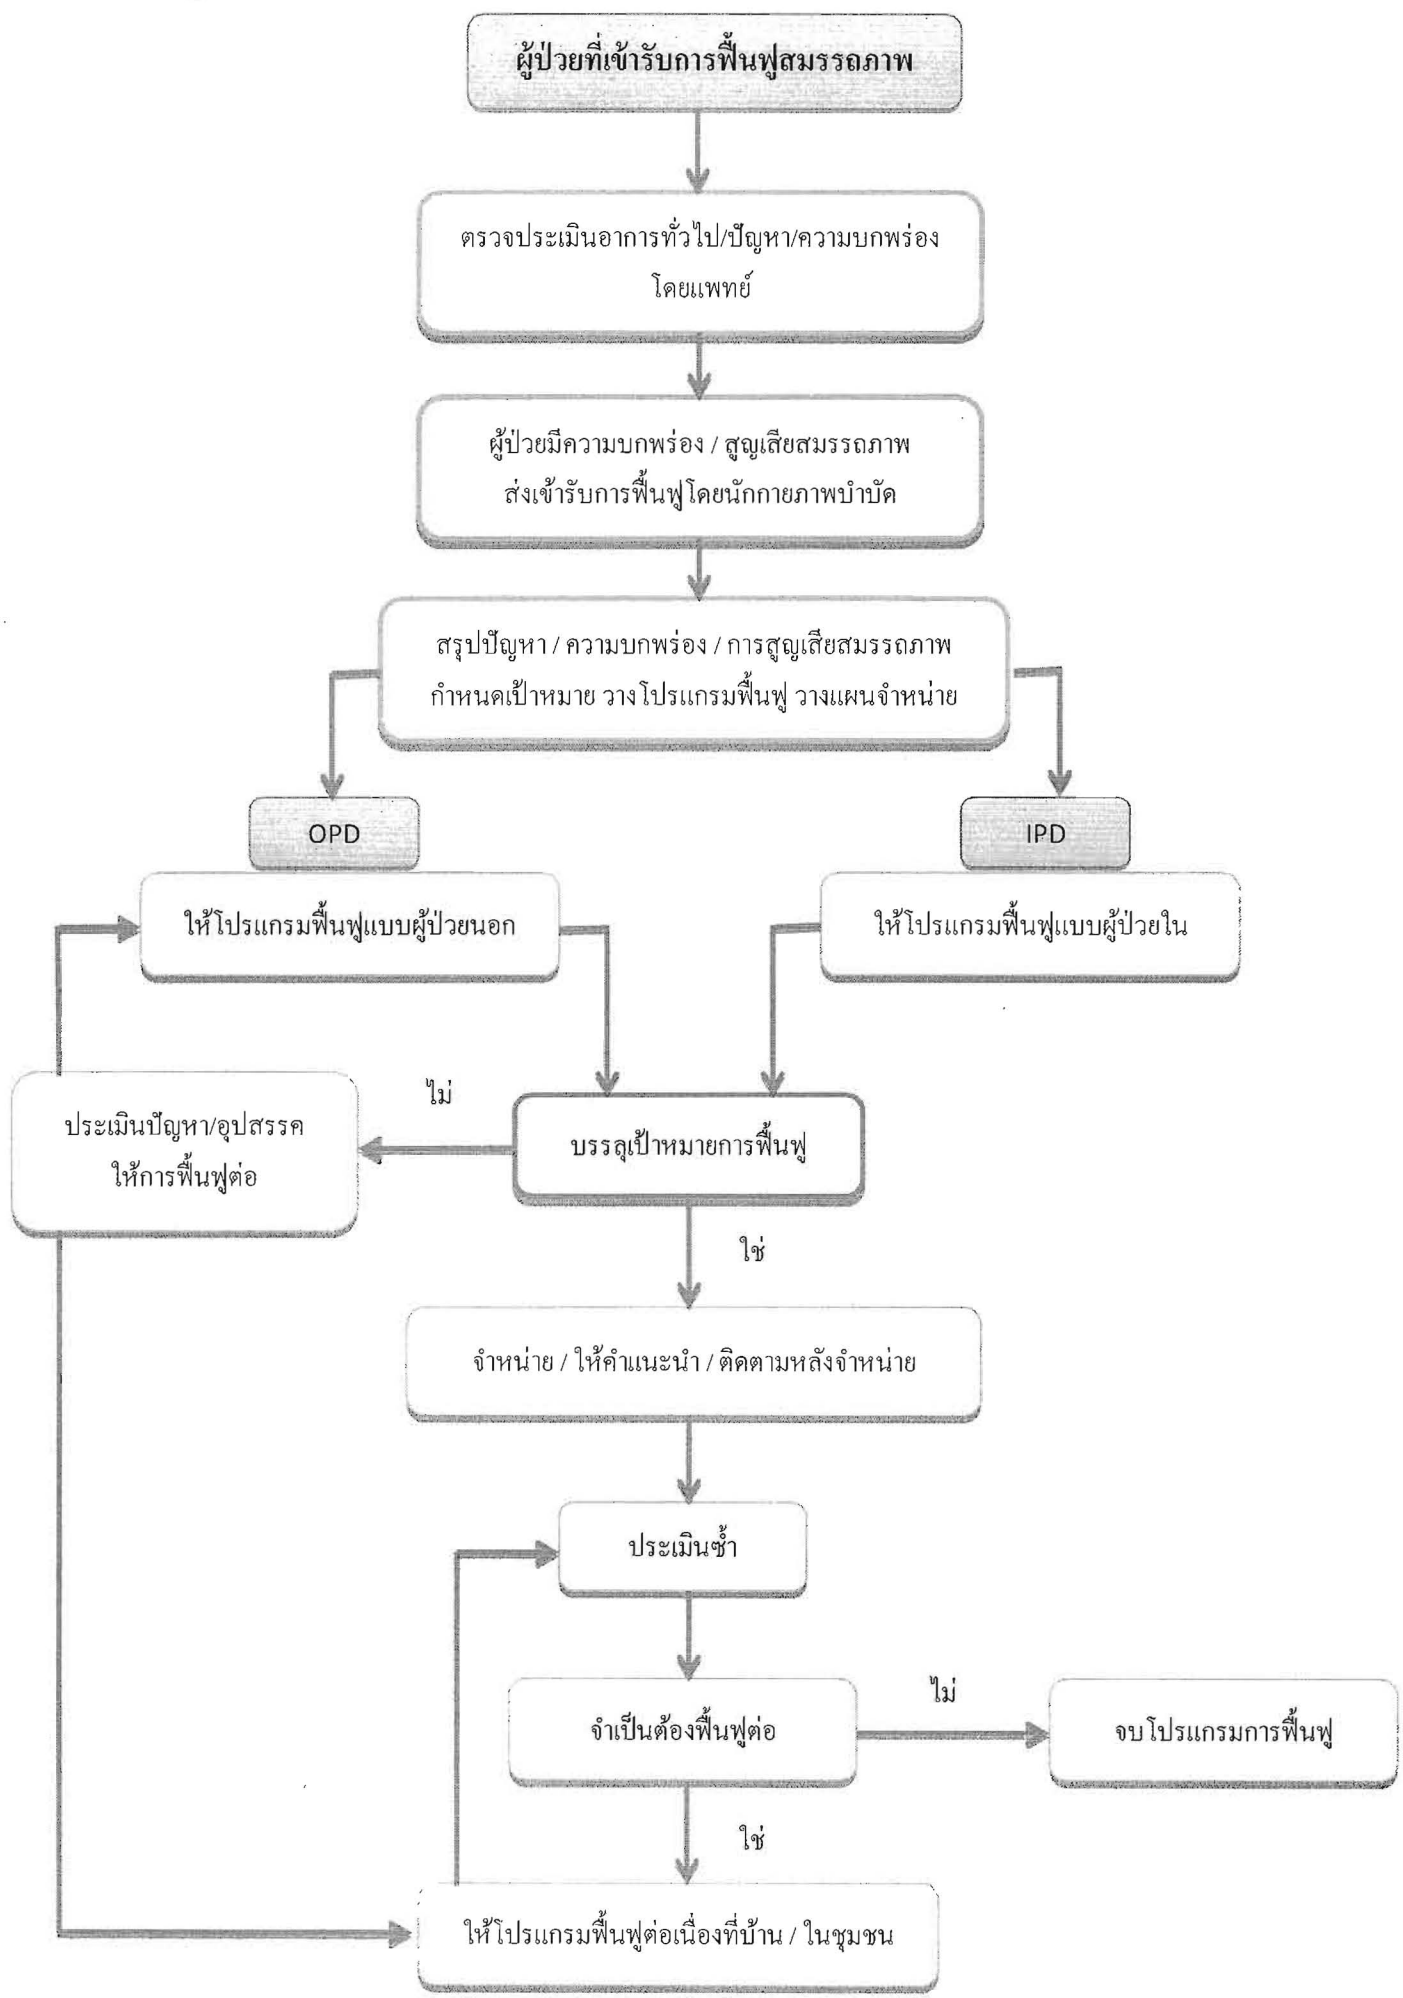 ผู้ป่วยที่เข้ารับการฟื้นฟูสมรรถภาพ
ตรวจประเมินอาการทั่วไป/ปัญหา/ความบกพร่อง
โดยแพทย์
ผู้ป่วยมีความบกพร่อง / สูญเสียสมรรถภาพ
ส่งเข้ารับการฟื้นฟูโดยนักกายภาพบำบัด
สรุปปัญหา / ความบกพร่อง / การสูญเสียสมรรถภาพ
กำหนดเป้าหมาย วางโปรแกรมฟื้นฟู วางแผนจำหน่าย
OPD
IPD
ให้โปรแกรมฟื้นฟูแบบผู้ป่วยนอก
ให้โปรแกรมฟื้นฟูแบบผู้ป่วยใน
ไม่
ประเมินปัญหา/อุปสรรค
ให้การฟื้นฟูต่อ
บรรลุเป้าหมายการฟื้นฟู
ใช่
จำหน่าย / ให้คำแนะนำ / ติดตามหลังจำหน่าย
ประเมินซ้ำ
ไม่
จำเป็นต้องฟื้นฟูต่อ
จบโปรแกรมการฟื้นฟู
ใช่
ให้โปรแกรมฟื้นฟูต่อเนื่องที่บ้าน / ในชุมชน